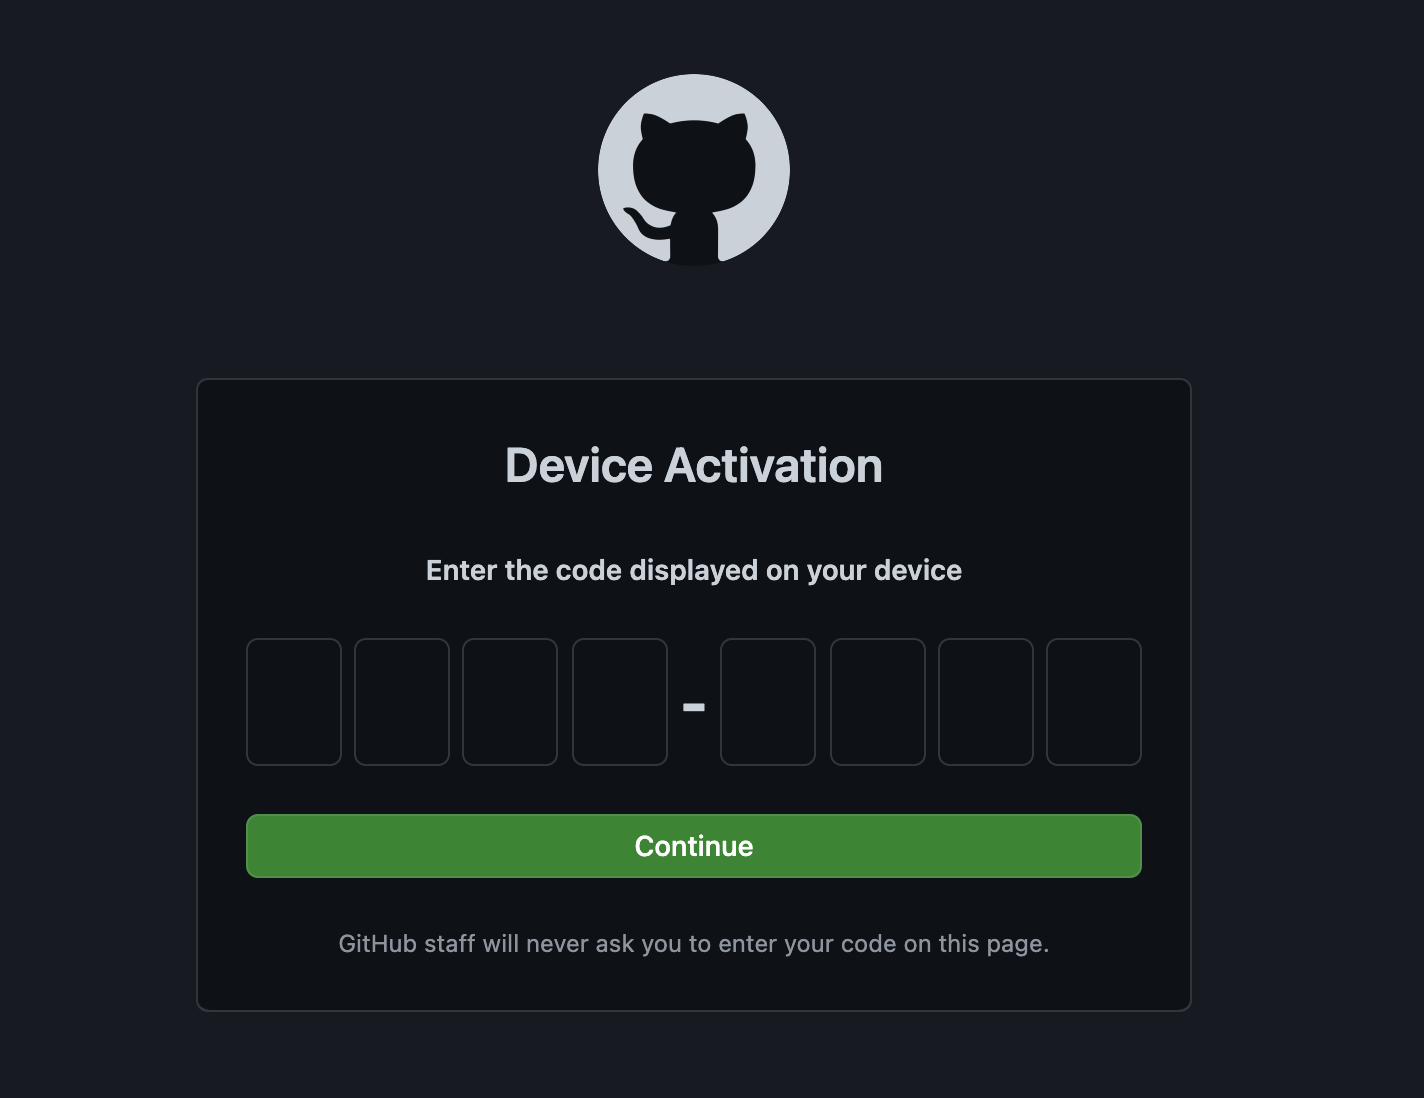 Device Activation
Enter the code displayed on your device
-
Continue
GitHub staff will never ask you to enter your code on this page.